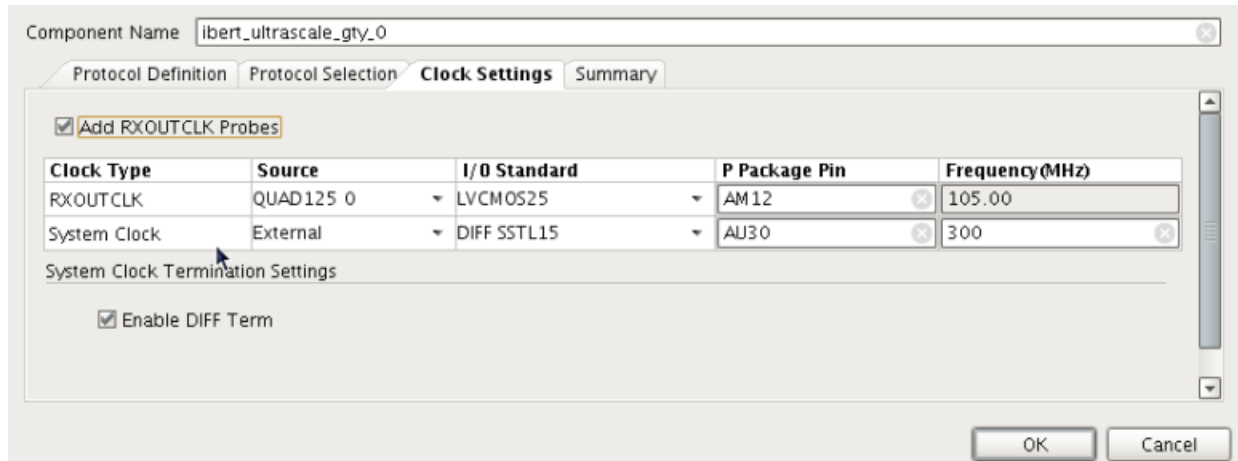 Component Name ibert_ultrascale_gty_0
Protocol Definition Protocol Selection Clock Settings Summary
Add RXOUTCLK Probes
Clock Type Source I/O Standard P Package Pin Frequency(MHz)
RXOUTCLK QUAD125 0 LVCMOS25 AM12 105.00
System Clock External DIFF SSTL15 AU30 300
System Clock Termination Settings
Enable DIFF Term
OK Cancel